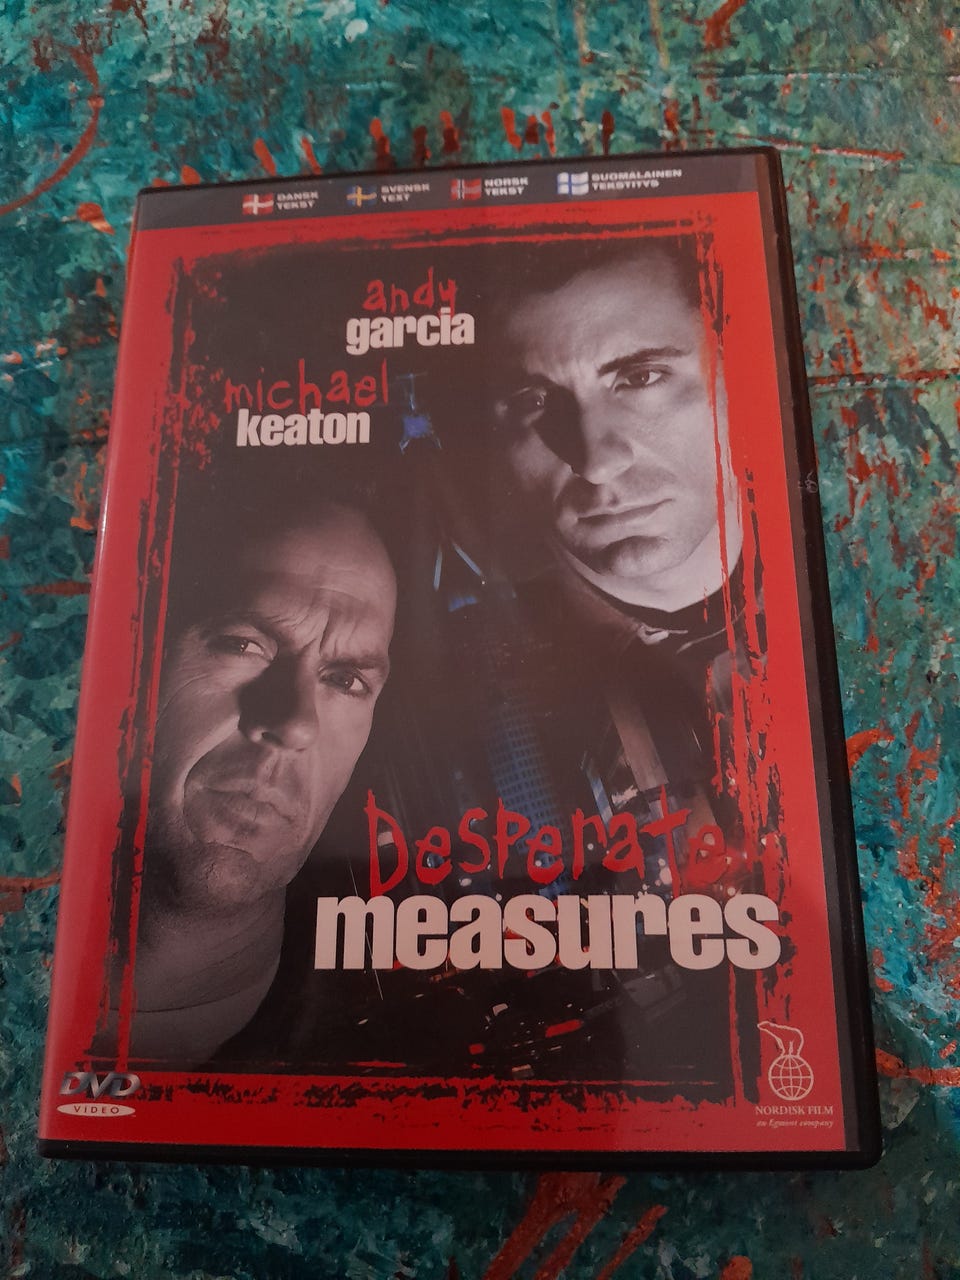 DANSK
TEKST
SVENSK
TEXT
NORSK
TEKST
SUOMALAINEN
TEKSTITYS
andy
garcia
michael
keaton
Desperate
measures
DVD
VIDEO
NORDISK FILM
an Egmont company